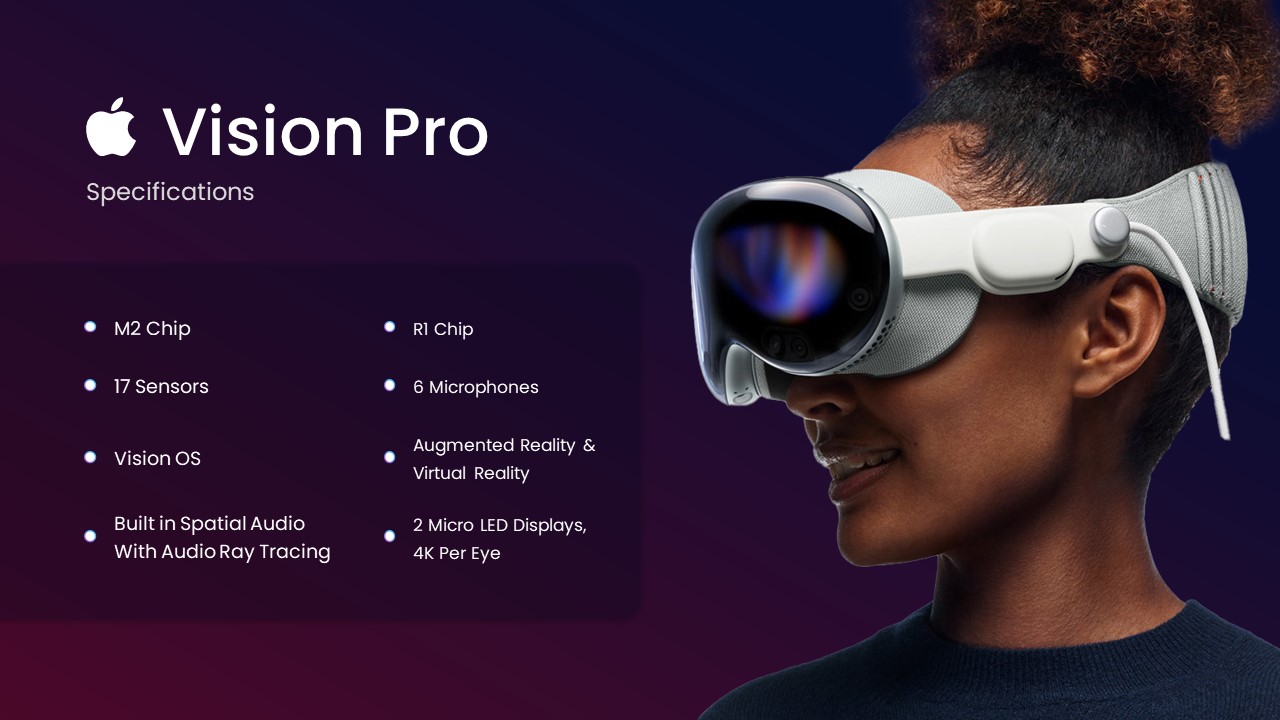 Vision Pro
Specifications
M2 Chip
R1 Chip
17 Sensors
6 Microphones
Vision OS
Augmented Reality &
Virtual Reality
Built in Spatial Audio
With Audio Ray Tracing
2 Micro LED Displays,
4K Per Eye